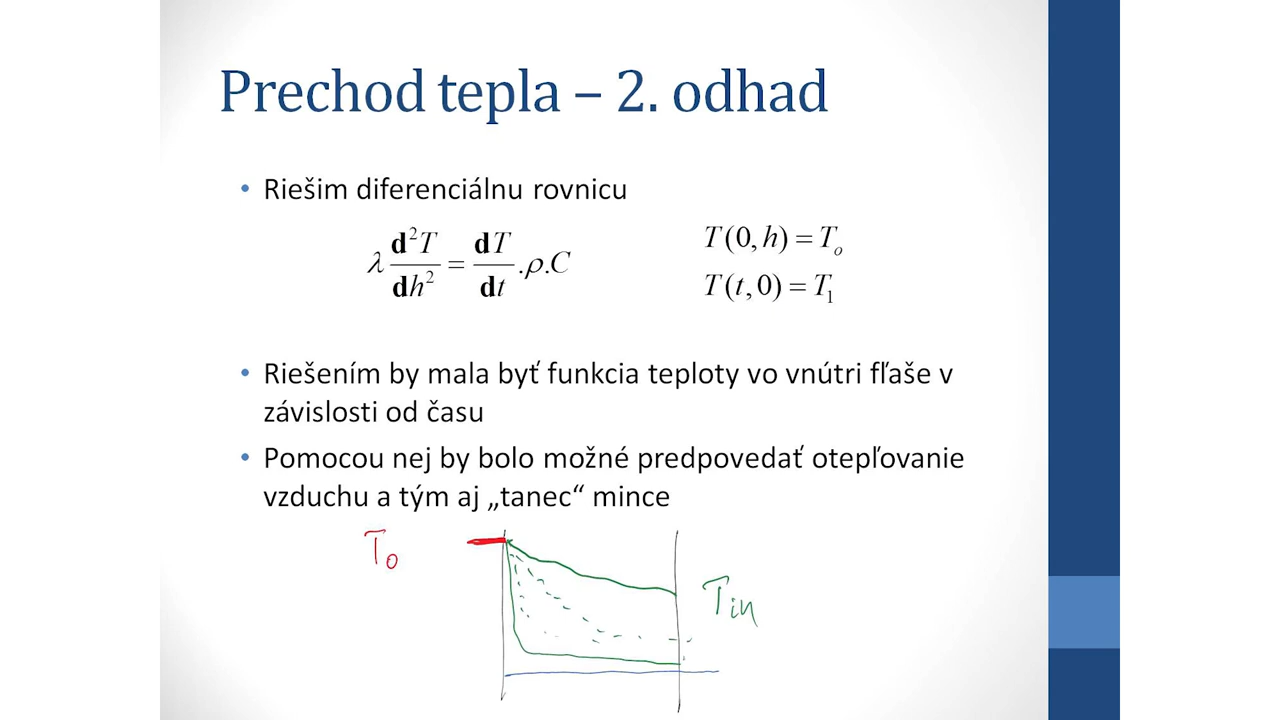 Prechod tepla – 2. odhad
• Riešim diferenciálnu rovnicu
λ d²T/dh² = dT/dt .ρ.C
T(0, h) = Tₒ
T(t,0) = T₁
• Riešením by mala byť funkcia teploty vo vnútri fľaše v
závislosti od času
• Pomocou nej by bolo možné predpovedať otepľovanie
vzduchu a tým aj „tanec“ mince
T₀
Tin